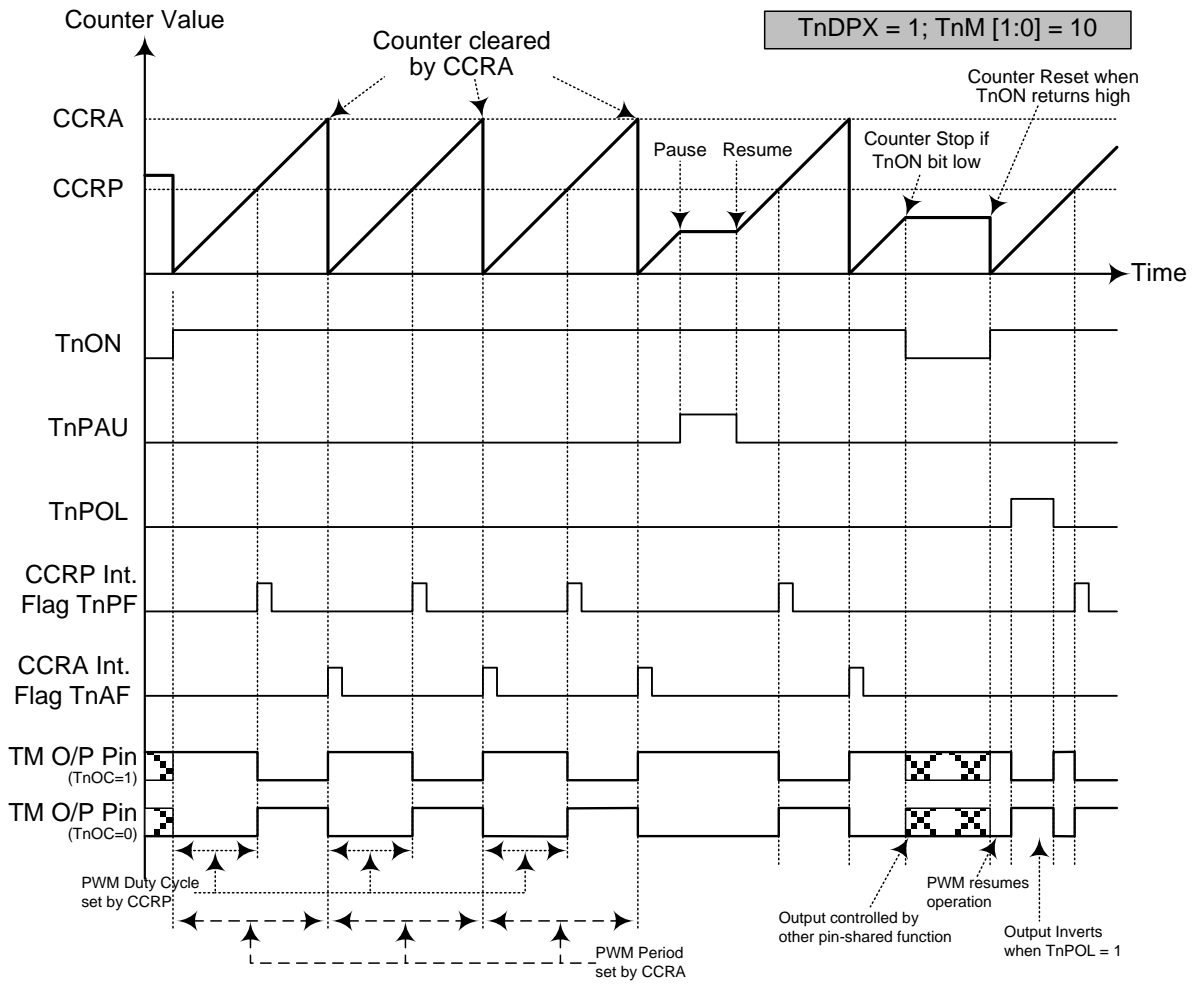 Counter Value
TnDPX = 1; TnM [1:0] = 10
Counter cleared
by CCRA
Counter Reset when
TnON returns high
CCRA
Pause
Resume
Counter Stop if
TnON bit low
CCRP
Time
TnON
TnPAU
TnPOL
CCRP Int.
Flag TnPF
CCRA Int.
Flag TnAF
TM O/P Pin
(TnOC=1)
TM O/P Pin
(TnOC=0)
PWM Duty Cycle
set by CCRP
PWM resumes
operation
Output controlled by
other pin-shared function
Output Inverts
when TnPOL = 1
PWM Period
set by CCRA